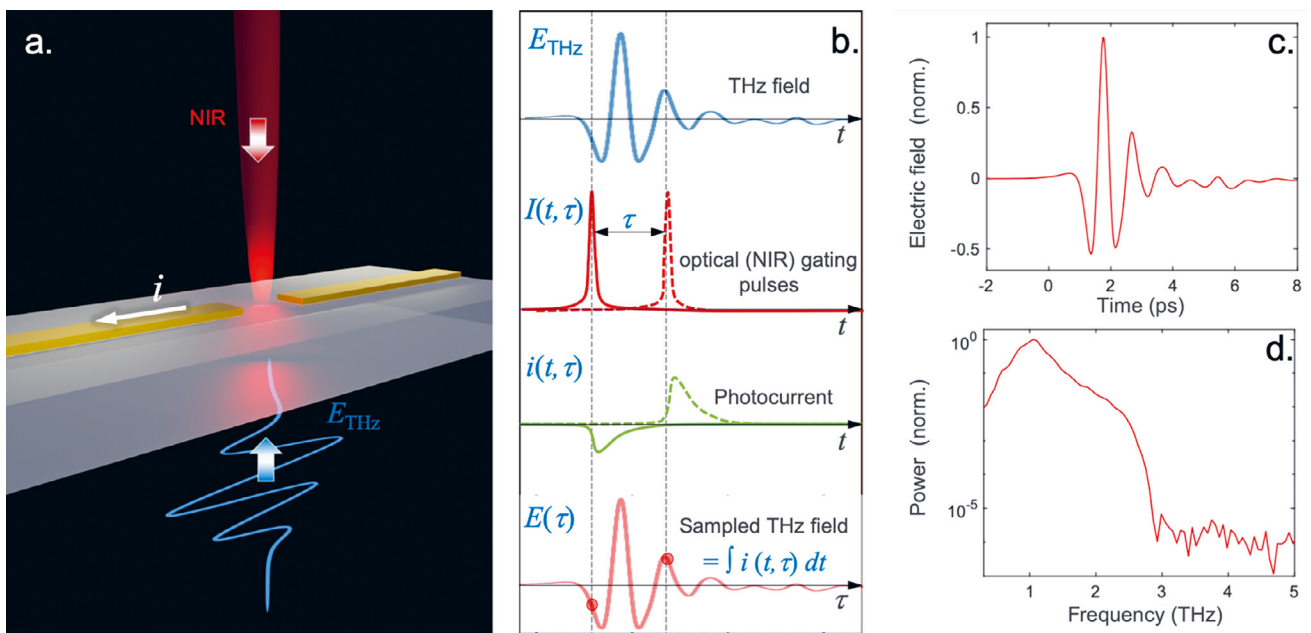 a.
NIR
i
E_THz
b.
E_THz
THz field
t
I(t, τ)
τ
optical (NIR) gating
pulses
t
i(t, τ)
Photocurrent
t
E(τ)
Sampled THz field
= ∫ i (t, τ) dt
τ
c.
Electric field (norm.)
1
0.5
0
-0.5
-2 0 2 4 6 8
Time (ps)
d.
Power (norm.)
10⁰
10⁻⁵
1 2 3 4 5
Frequency (THz)